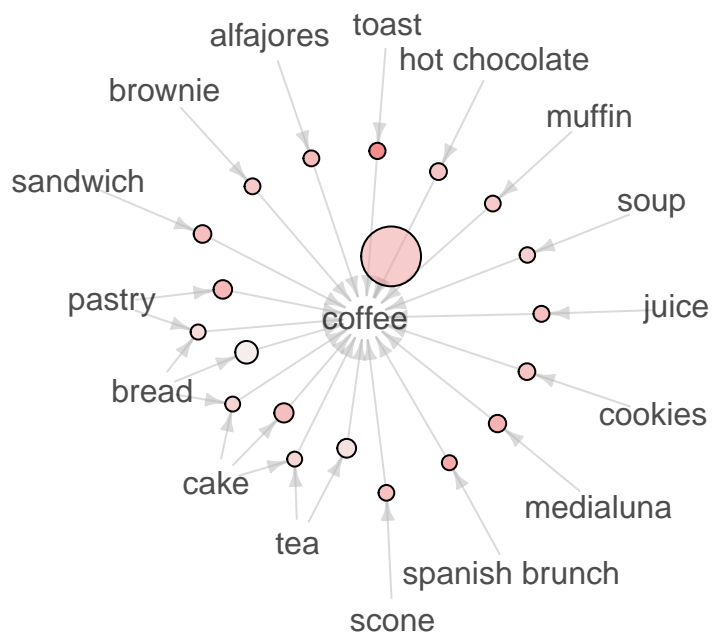 toast
alfajores
hot chocolate
brownie
muffin
sandwich
soup
pastry
juice
coffee
bread
cookies
cake
medialuna
tea
spanish brunch
scone